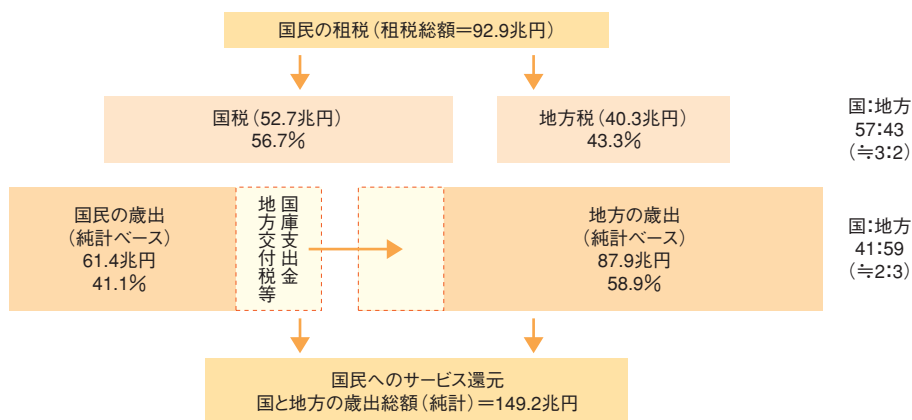 国民の租税（租税総額＝92.9兆円）
国税（52.7兆円）
56.7％
地方税（40.3兆円）
43.3％
国：地方
57：43
（≒3：2）
国民の歳出
（純計ベース）
61.4兆円
41.1％
国庫支出金
地方交付税等
地方の歳出
（純計ベース）
87.9兆円
58.9％
国：地方
41：59
（≒2：3）
国民へのサービス還元
国と地方の歳出総額（純計）＝149.2兆円